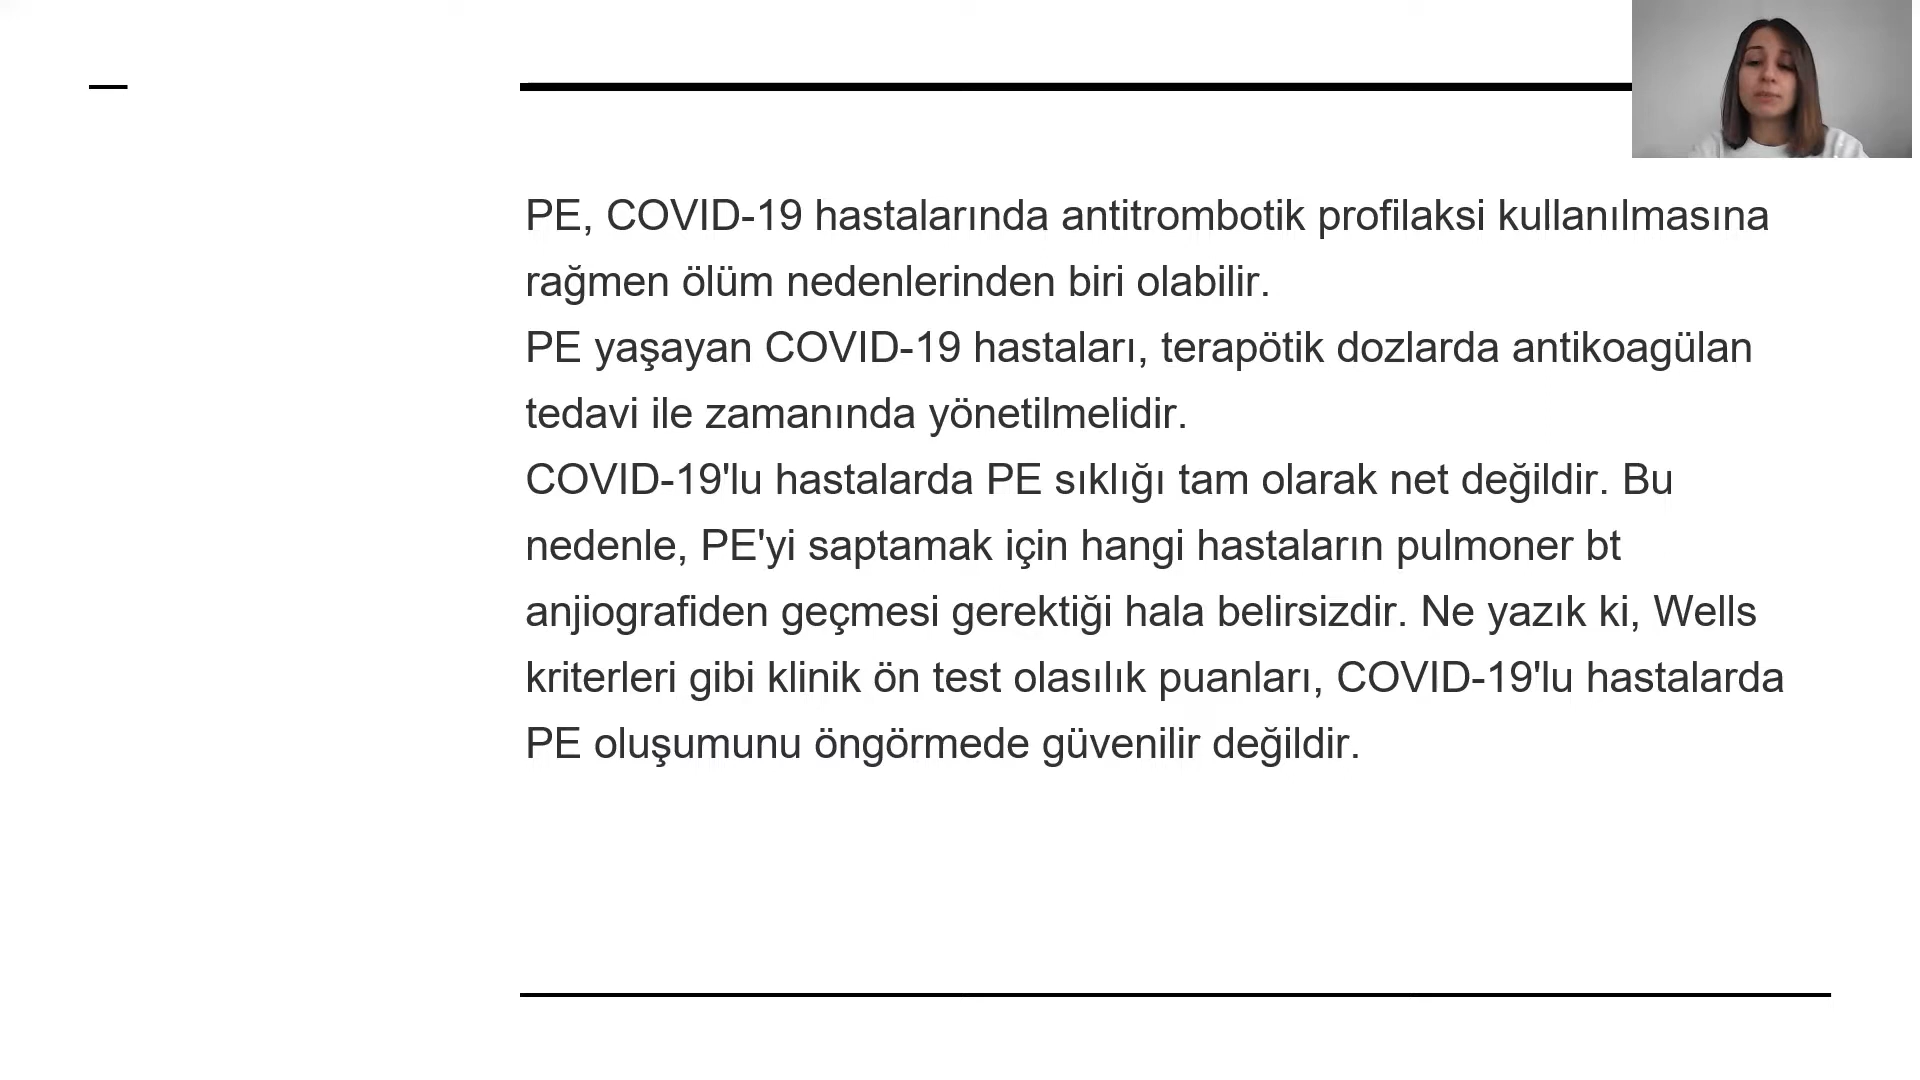 PE, COVID-19 hastalarında antitrombotik profilaksi kullanılmasına
rağmen ölüm nedenlerinden biri olabilir.
PE yaşayan COVID-19 hastaları, terapötik dozlarda antikoagülan
tedavi ile zamanında yönetilmelidir.
COVID-19'lu hastalarda PE sıklığı tam olarak net değildir. Bu
nedenle, PE'yi saptamak için hangi hastaların pulmoner bt
anjiografiden geçmesi gerektiği hala belirsizdir. Ne yazık ki, Wells
kriterleri gibi klinik ön test olasılık puanları, COVID-19'lu hastalarda
PE oluşumunu öngörmede güvenilir değildir.